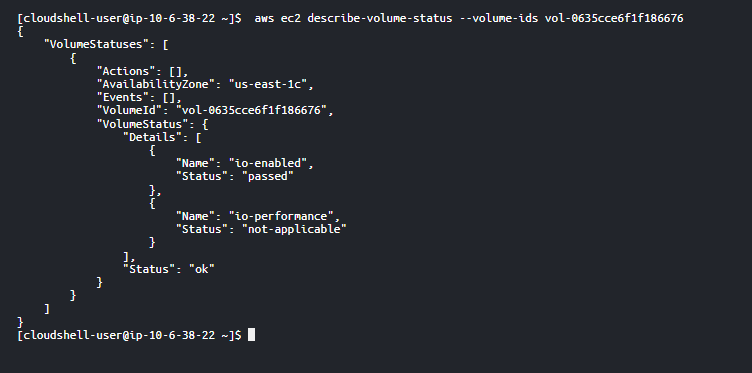 [cloudshell-user@ip-10-6-38-22 ~]$  aws ec2 describe-volume-status --volume-ids vol-0635cce6f1f186676
{
    "VolumeStatuses": [
        {
            "Actions": [],
            "AvailabilityZone": "us-east-1c",
            "Events": [],
            "VolumeId": "vol-0635cce6f1f186676",
            "VolumeStatus": {
                "Details": [
                    {
                        "Name": "io-enabled",
                        "Status": "passed"
                    },
                    {
                        "Name": "io-performance",
                        "Status": "not-applicable"
                    }
                ],
                "Status": "ok"
            }
        }
    ]
}
[cloudshell-user@ip-10-6-38-22 ~]$